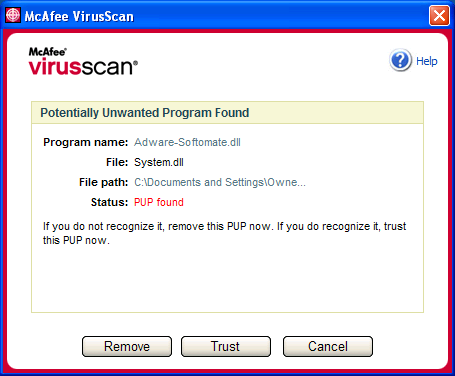 McAfee VirusScan
McAfee®
virusscan®
Help
Potentially Unwanted Program Found
Program name: Adware-Softomate.dll
File: System.dll
File path: C:\Documents and Settings\Owne...
Status: PUP found
If you do not recognize it, remove this PUP now. If you do recognize it, trust
this PUP now.
Remove Trust Cancel